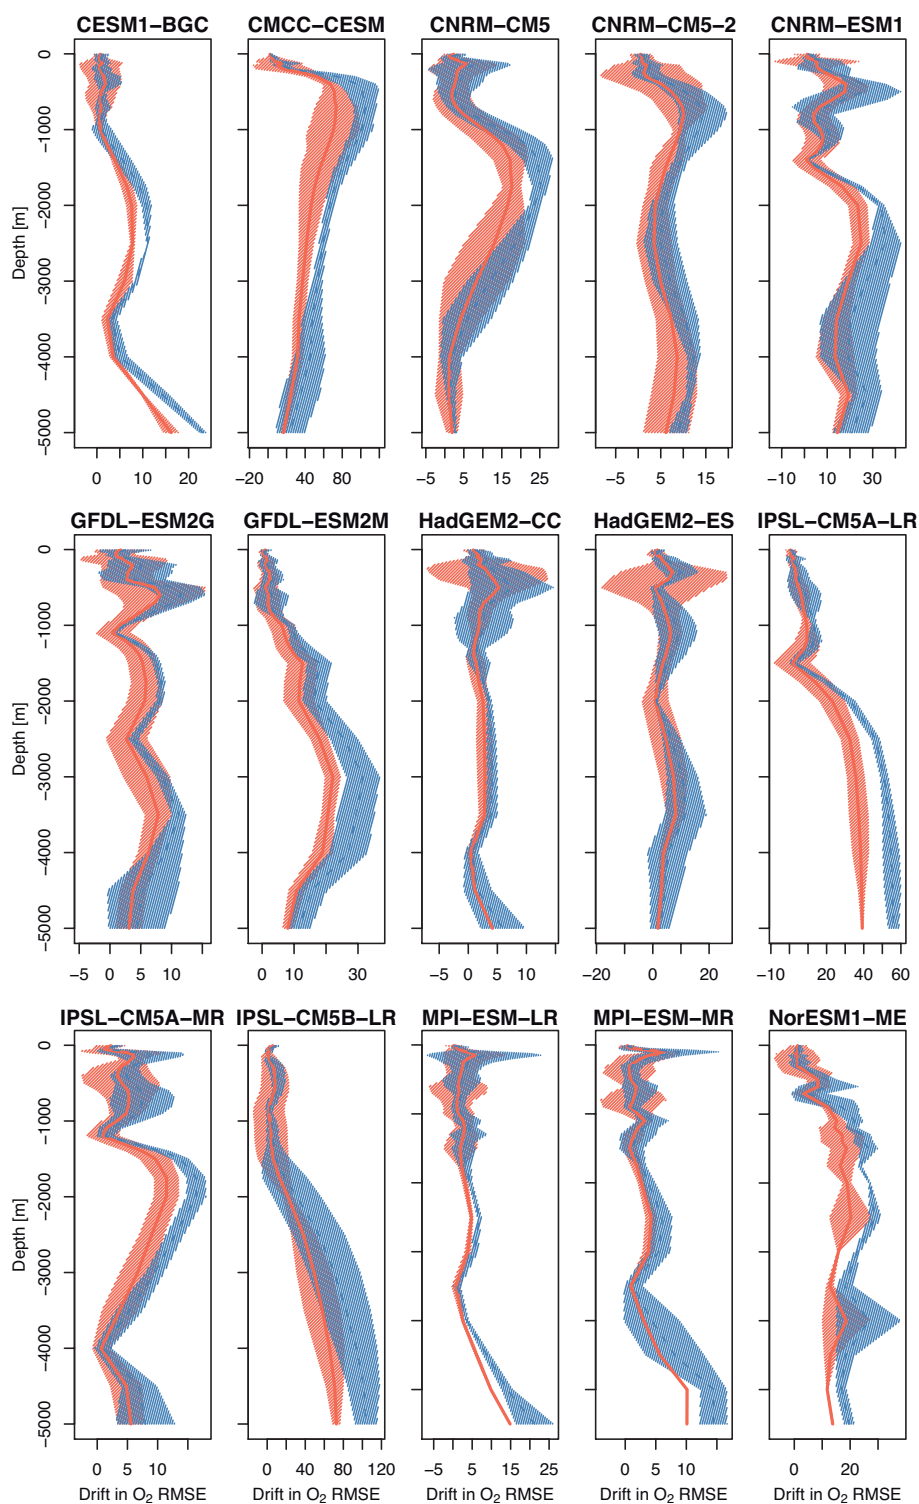 CESM1−BGC CMCC−CESM CNRM−CM5 CNRM−CM5−2 CNRM−ESM1
Depth [m]
0
−1000
−2000
−3000
−4000
−5000
0 10 20
−20 0 40 80
−5 5 15 25
−5 5 15
−10 10 30
GFDL−ESM2G GFDL−ESM2M HadGEM2−CC HadGEM2−ES IPSL−CM5A−LR
Depth [m]
0
−1000
−2000
−3000
−4000
−5000
−5 0 5 10
0 10 30
−5 0 5 10
−20 0 20
−10 0 20 40 60
IPSL−CM5A−MR IPSL−CM5B−LR MPI−ESM−LR MPI−ESM−MR NorESM1−ME
Depth [m]
0
−1000
−2000
−3000
−4000
−5000
0 5 10
0 40 80 120
−5 5 15 25
0 5 10
0 20
Drift in O2 RMSE Drift in O2 RMSE Drift in O2 RMSE Drift in O2 RMSE Drift in O2 RMSE